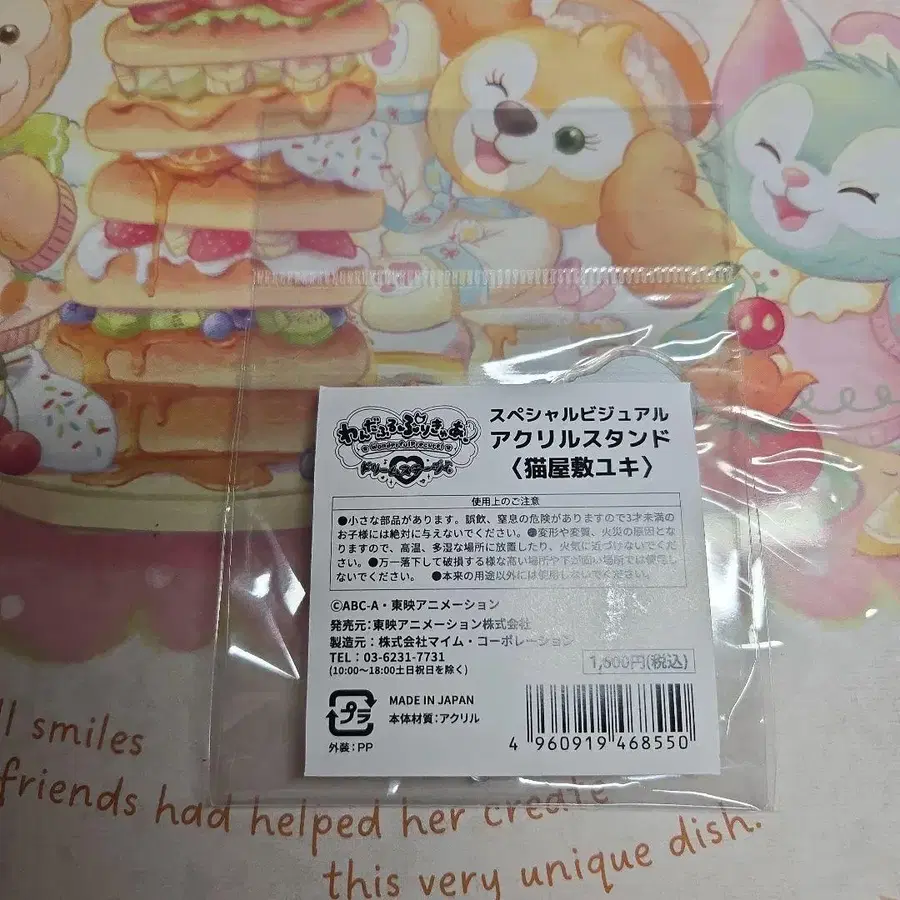 わんだふるぷりきゅあ!
WONDERFUL PRECURE!
ドリームステージ♪
スペシャルビジュアル
アクリルスタンド
〈猫屋敷ユキ〉
使用上のご注意
●小さな部品があります。誤飲、窒息の危険がありますので3才未満の
お子様には絶対に与えないでください。●変形や変質、火災の原因とな
りますので、高温、多湿な場所に放置したり、火気に近づけないでくだ
さい。●万一落下して破損する様な高い場所や下が固い場所では使用し
ないでください。 ●本来の用途以外には使用しないでください。
©ABC-A・東映アニメーション
発売元:東映アニメーション株式会社
製造元:株式会社マイム・コーポレーション
TEL:03-6231-7731
(10:00〜18:00土日祝日を除く)
1,500円(税込)
プラ
外装:PP
MADE IN JAPAN
本体材質:アクリル
4 960919 468550
smiles
friends had helped her create
this very unique dish.